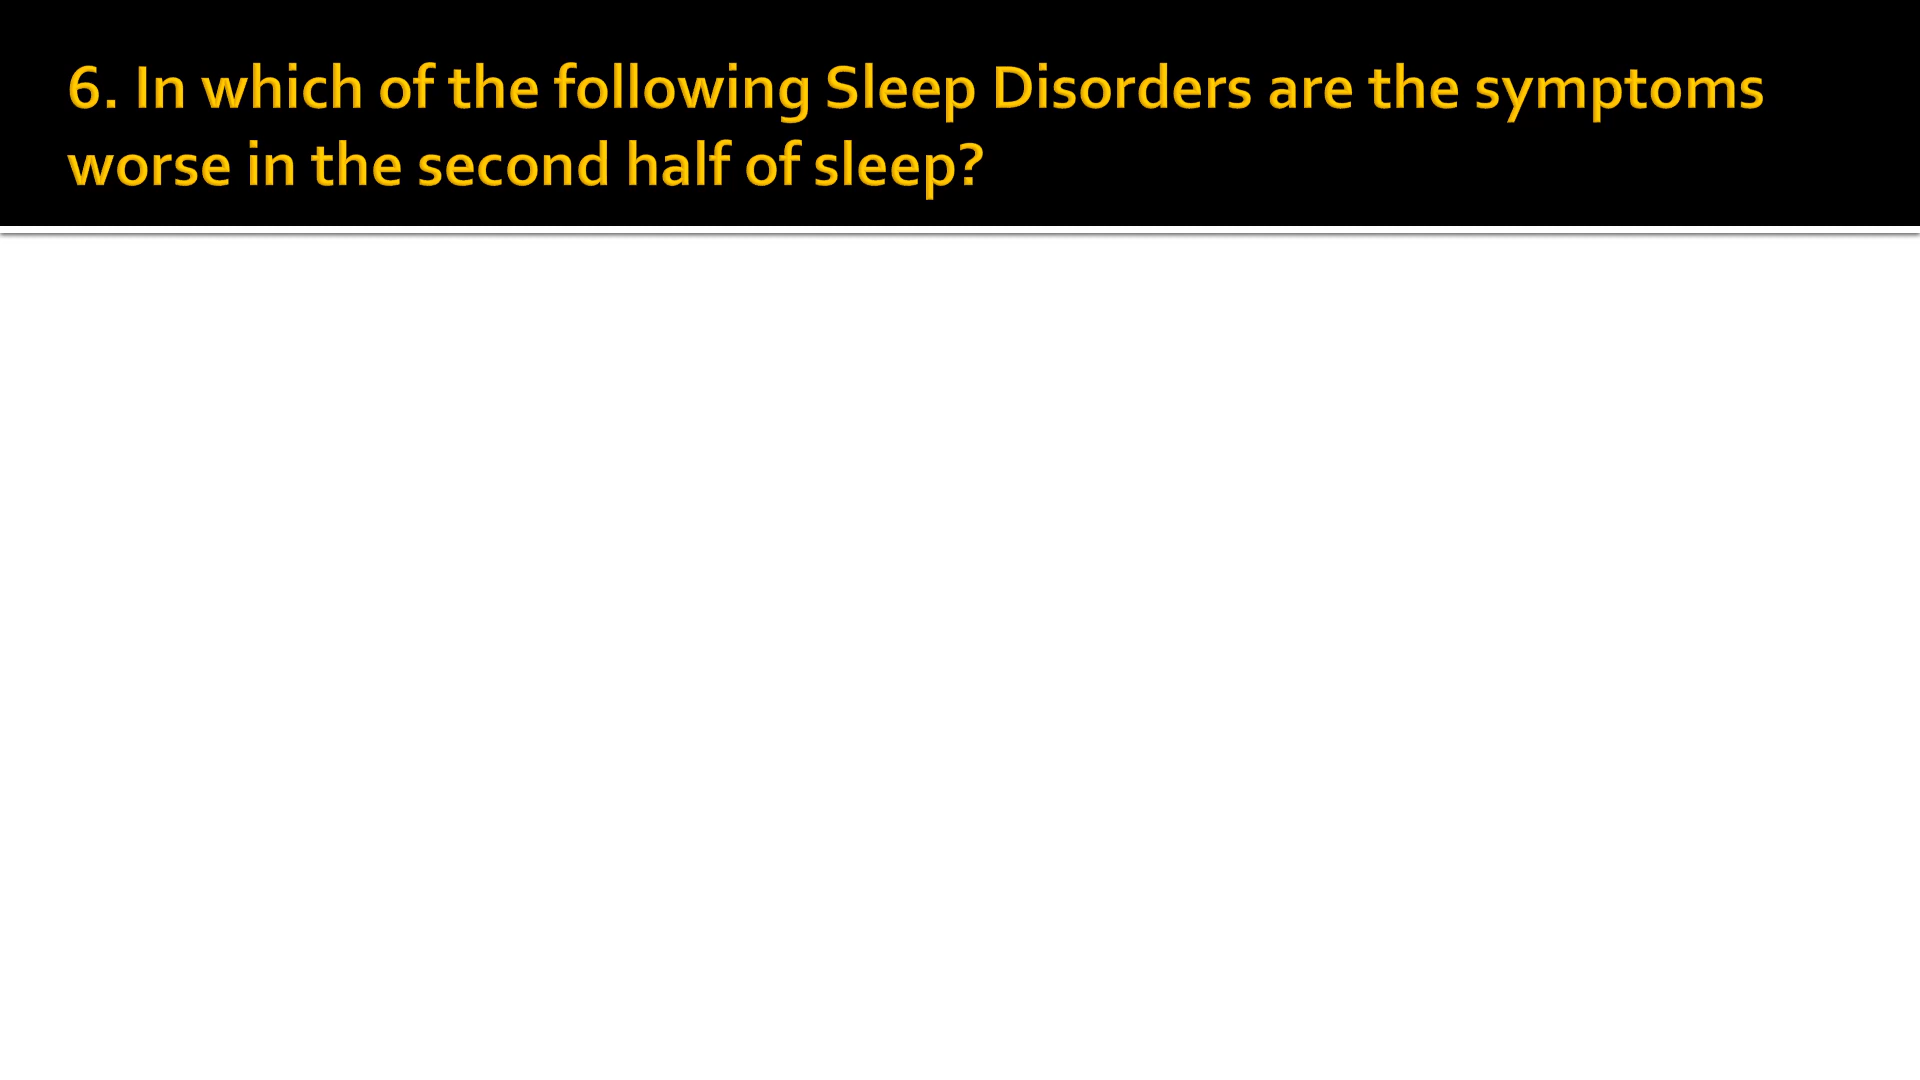 6. In which of the following Sleep Disorders are the symptoms
worse in the second half of sleep?